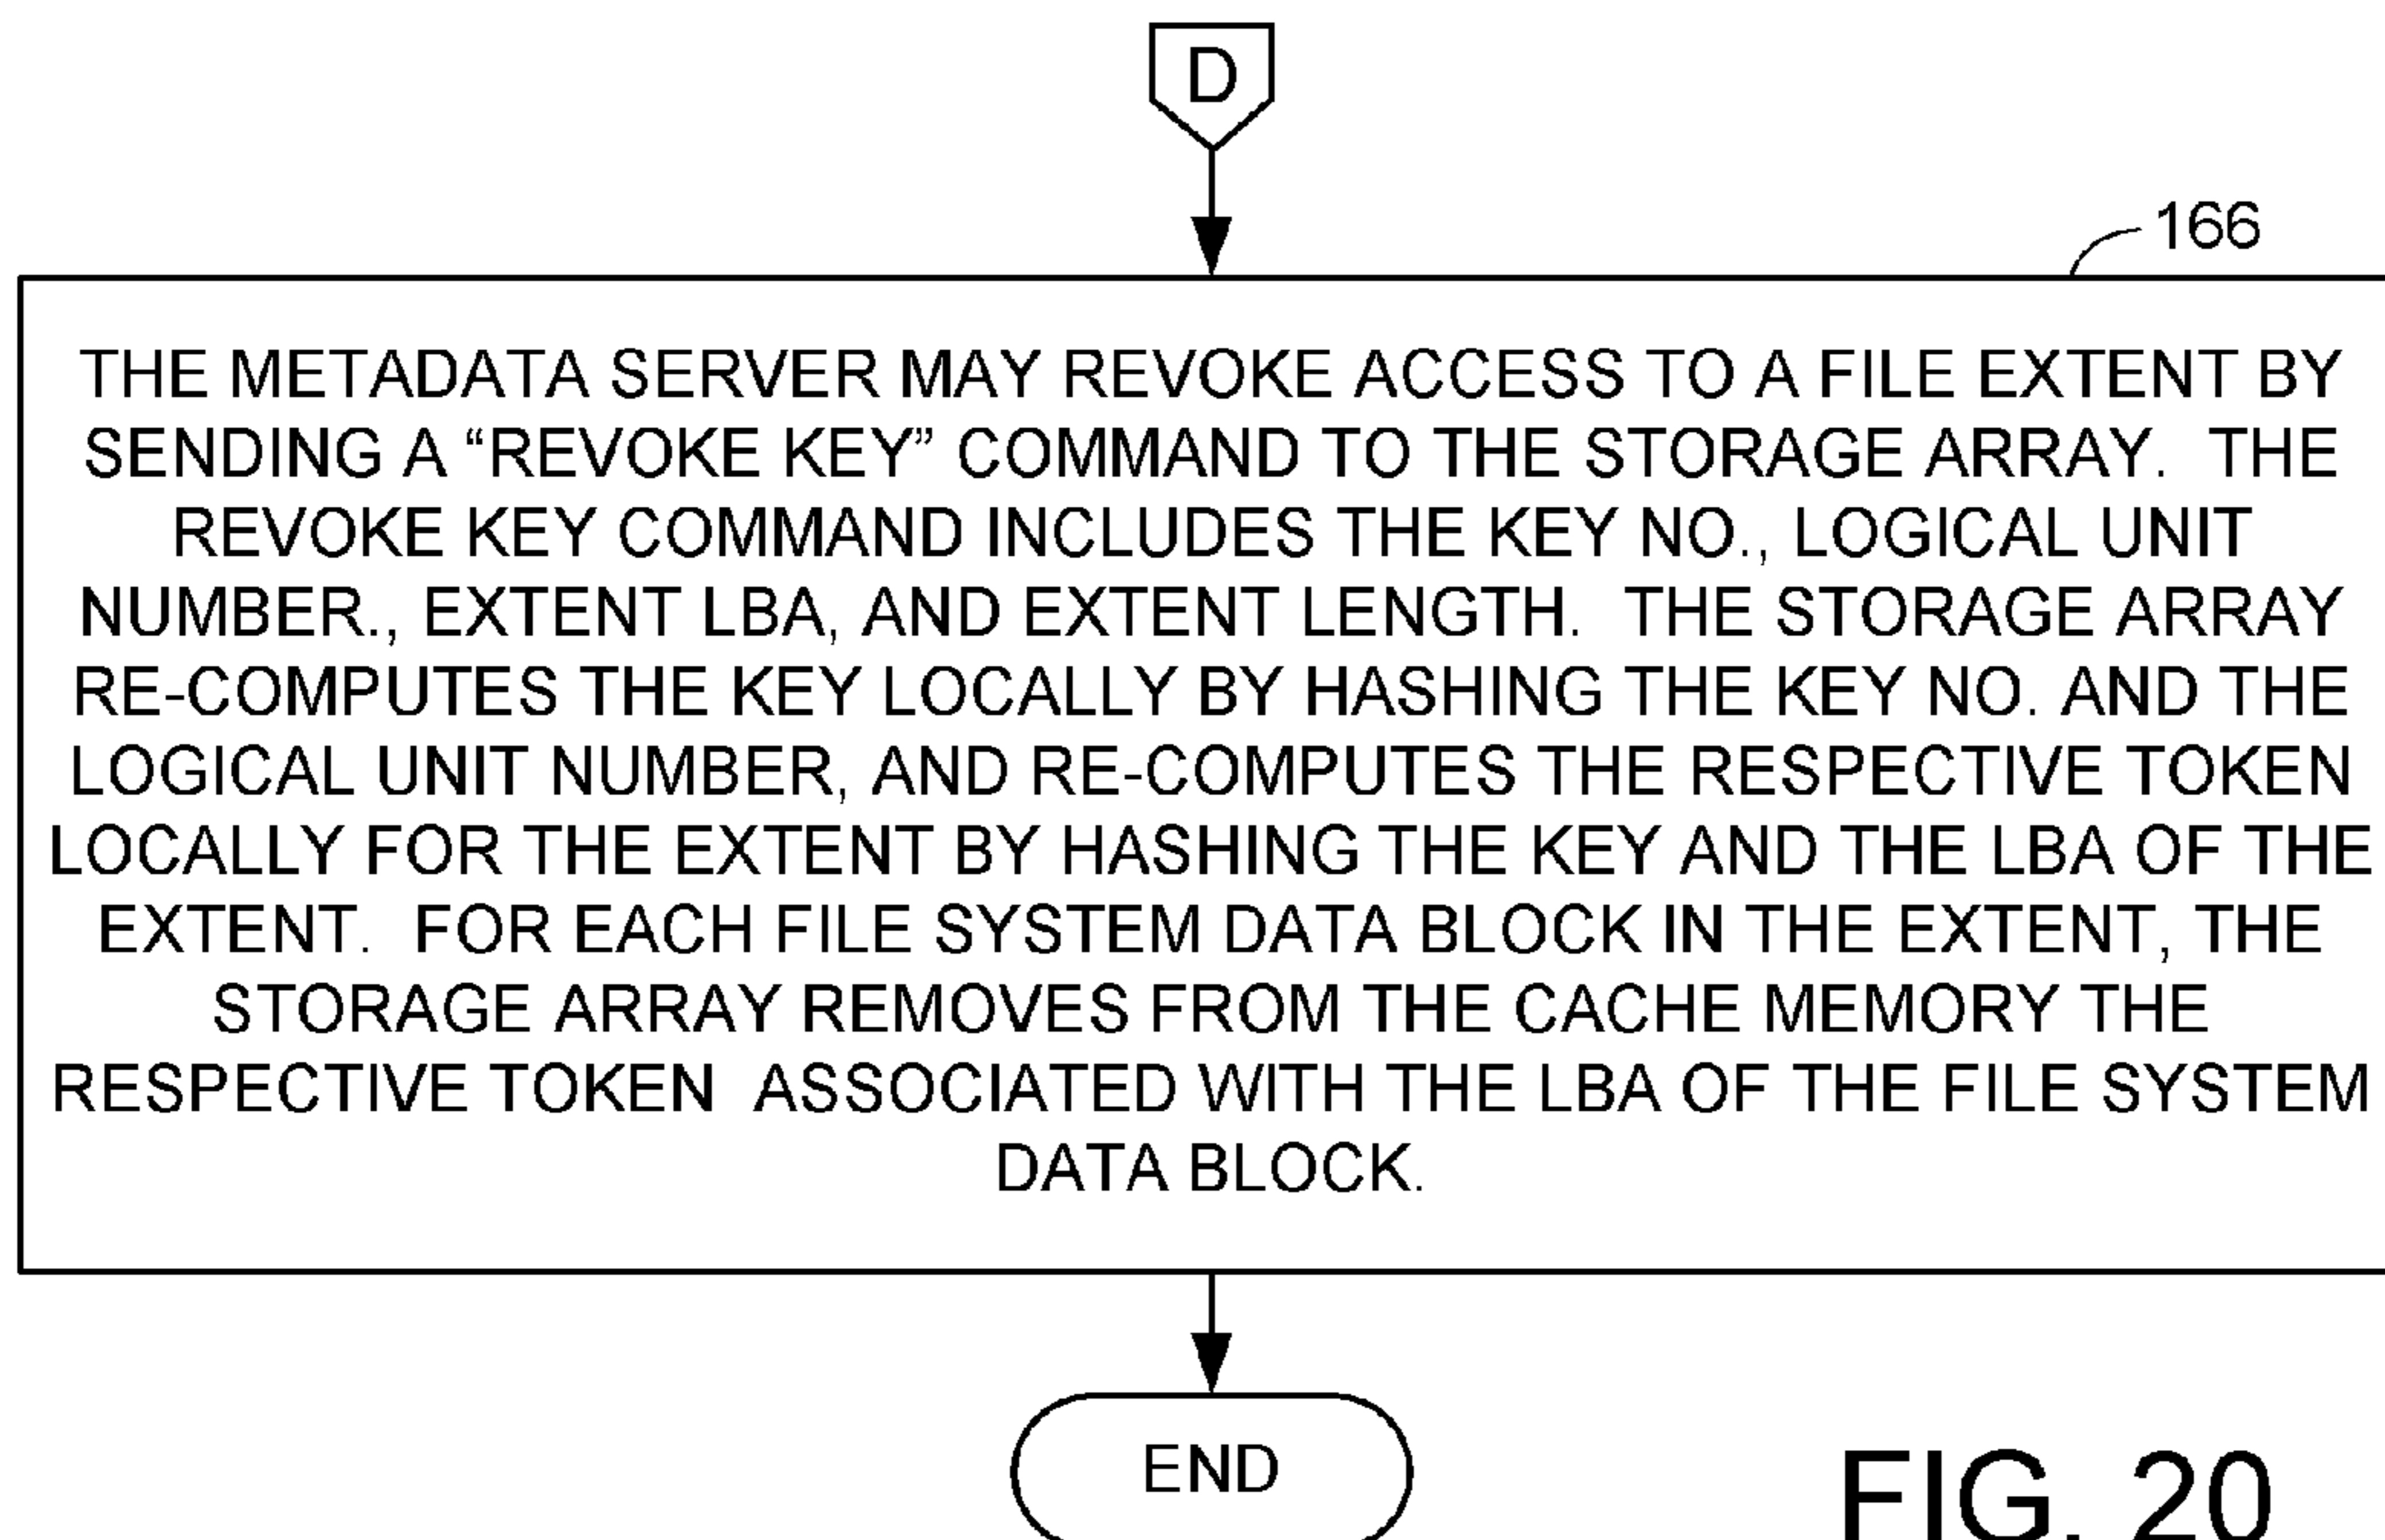 D
166
THE METADATA SERVER MAY REVOKE ACCESS TO A FILE EXTENT BY
SENDING A “REVOKE KEY” COMMAND TO THE STORAGE ARRAY. THE
REVOKE KEY COMMAND INCLUDES THE KEY NO., LOGICAL UNIT
NUMBER., EXTENT LBA, AND EXTENT LENGTH. THE STORAGE ARRAY
RE-COMPUTES THE KEY LOCALLY BY HASHING THE KEY NO. AND THE
LOGICAL UNIT NUMBER, AND RE-COMPUTES THE RESPECTIVE TOKEN
LOCALLY FOR THE EXTENT BY HASHING THE KEY AND THE LBA OF THE
EXTENT. FOR EACH FILE SYSTEM DATA BLOCK IN THE EXTENT, THE
STORAGE ARRAY REMOVES FROM THE CACHE MEMORY THE
RESPECTIVE TOKEN ASSOCIATED WITH THE LBA OF THE FILE SYSTEM
DATA BLOCK.
END
FIG. 20